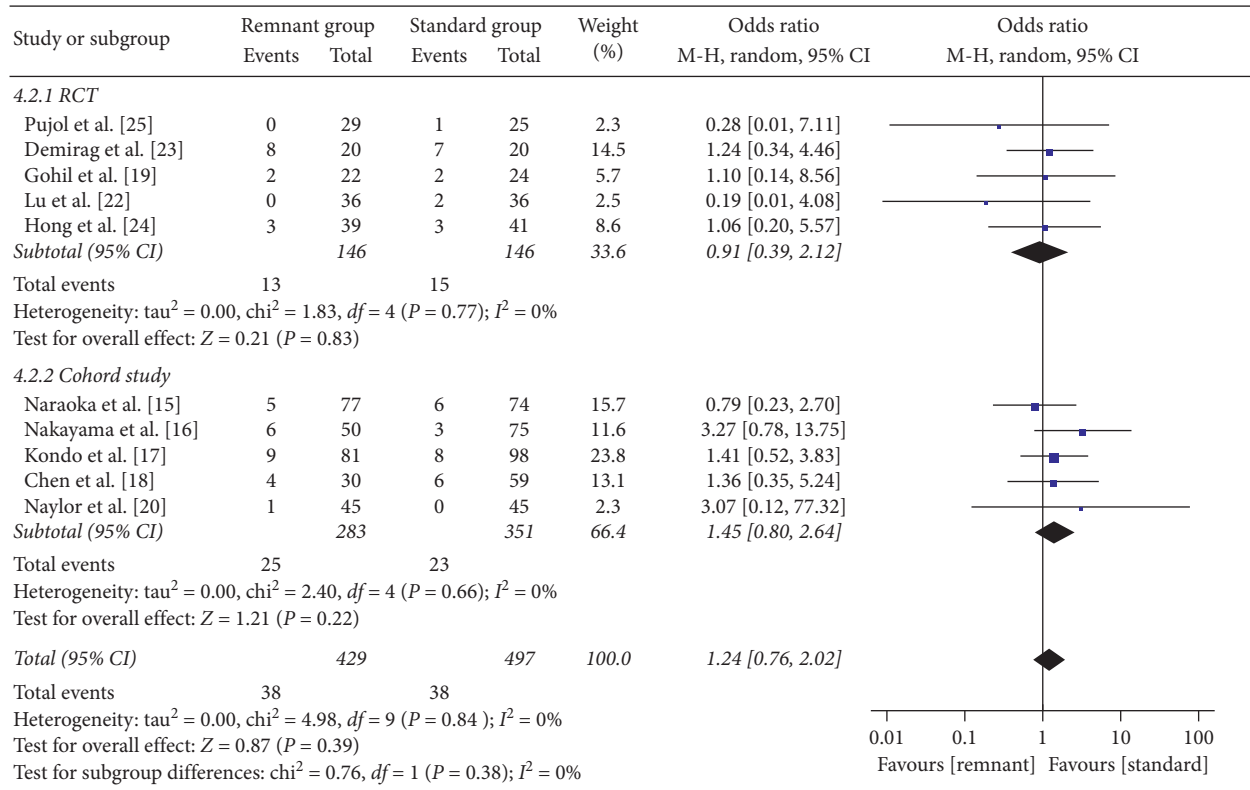 Study or subgroup Remnant group Standard group Weight (%) Odds ratio Odds ratio
Events Total Events Total M-H, random, 95% CI M-H, random, 95% CI
4.2.1 RCT
Pujol et al. [25] 0 29 1 25 2.3 0.28 [0.01, 7.11]
Demirag et al. [23] 8 20 7 20 14.5 1.24 [0.34, 4.46]
Gohil et al. [19] 2 22 2 24 5.7 1.10 [0.14, 8.56]
Lu et al. [22] 0 36 2 36 2.5 0.19 [0.01, 4.08]
Hong et al. [24] 3 39 3 41 8.6 1.06 [0.20, 5.57]
Subtotal (95% CI) 146 146 33.6 0.91 [0.39, 2.12]
Total events 13 15
Heterogeneity: tau² = 0.00, chi² = 1.83, df = 4 (P = 0.77); I² = 0%
Test for overall effect: Z = 0.21 (P = 0.83)
4.2.2 Cohord study
Naraoka et al. [15] 5 77 6 74 15.7 0.79 [0.23, 2.70]
Nakayama et al. [16] 6 50 3 75 11.6 3.27 [0.78, 13.75]
Kondo et al. [17] 9 81 8 98 23.8 1.41 [0.52, 3.83]
Chen et al. [18] 4 30 6 59 13.1 1.36 [0.35, 5.24]
Naylor et al. [20] 1 45 0 45 2.3 3.07 [0.12, 77.32]
Subtotal (95% CI) 283 351 66.4 1.45 [0.80, 2.64]
Total events 25 23
Heterogeneity: tau² = 0.00, chi² = 2.40, df = 4 (P = 0.66); I² = 0%
Test for overall effect: Z = 1.21 (P = 0.22)
Total (95% CI) 429 497 100.0 1.24 [0.76, 2.02]
Total events 38 38
Heterogeneity: tau² = 0.00, chi² = 4.98, df = 9 (P = 0.84 ); I² = 0%
Test for overall effect: Z = 0.87 (P = 0.39)
Test for subgroup differences: chi² = 0.76, df = 1 (P = 0.38); I² = 0%
0.01 0.1 1 10 100
Favours [remnant] Favours [standard]